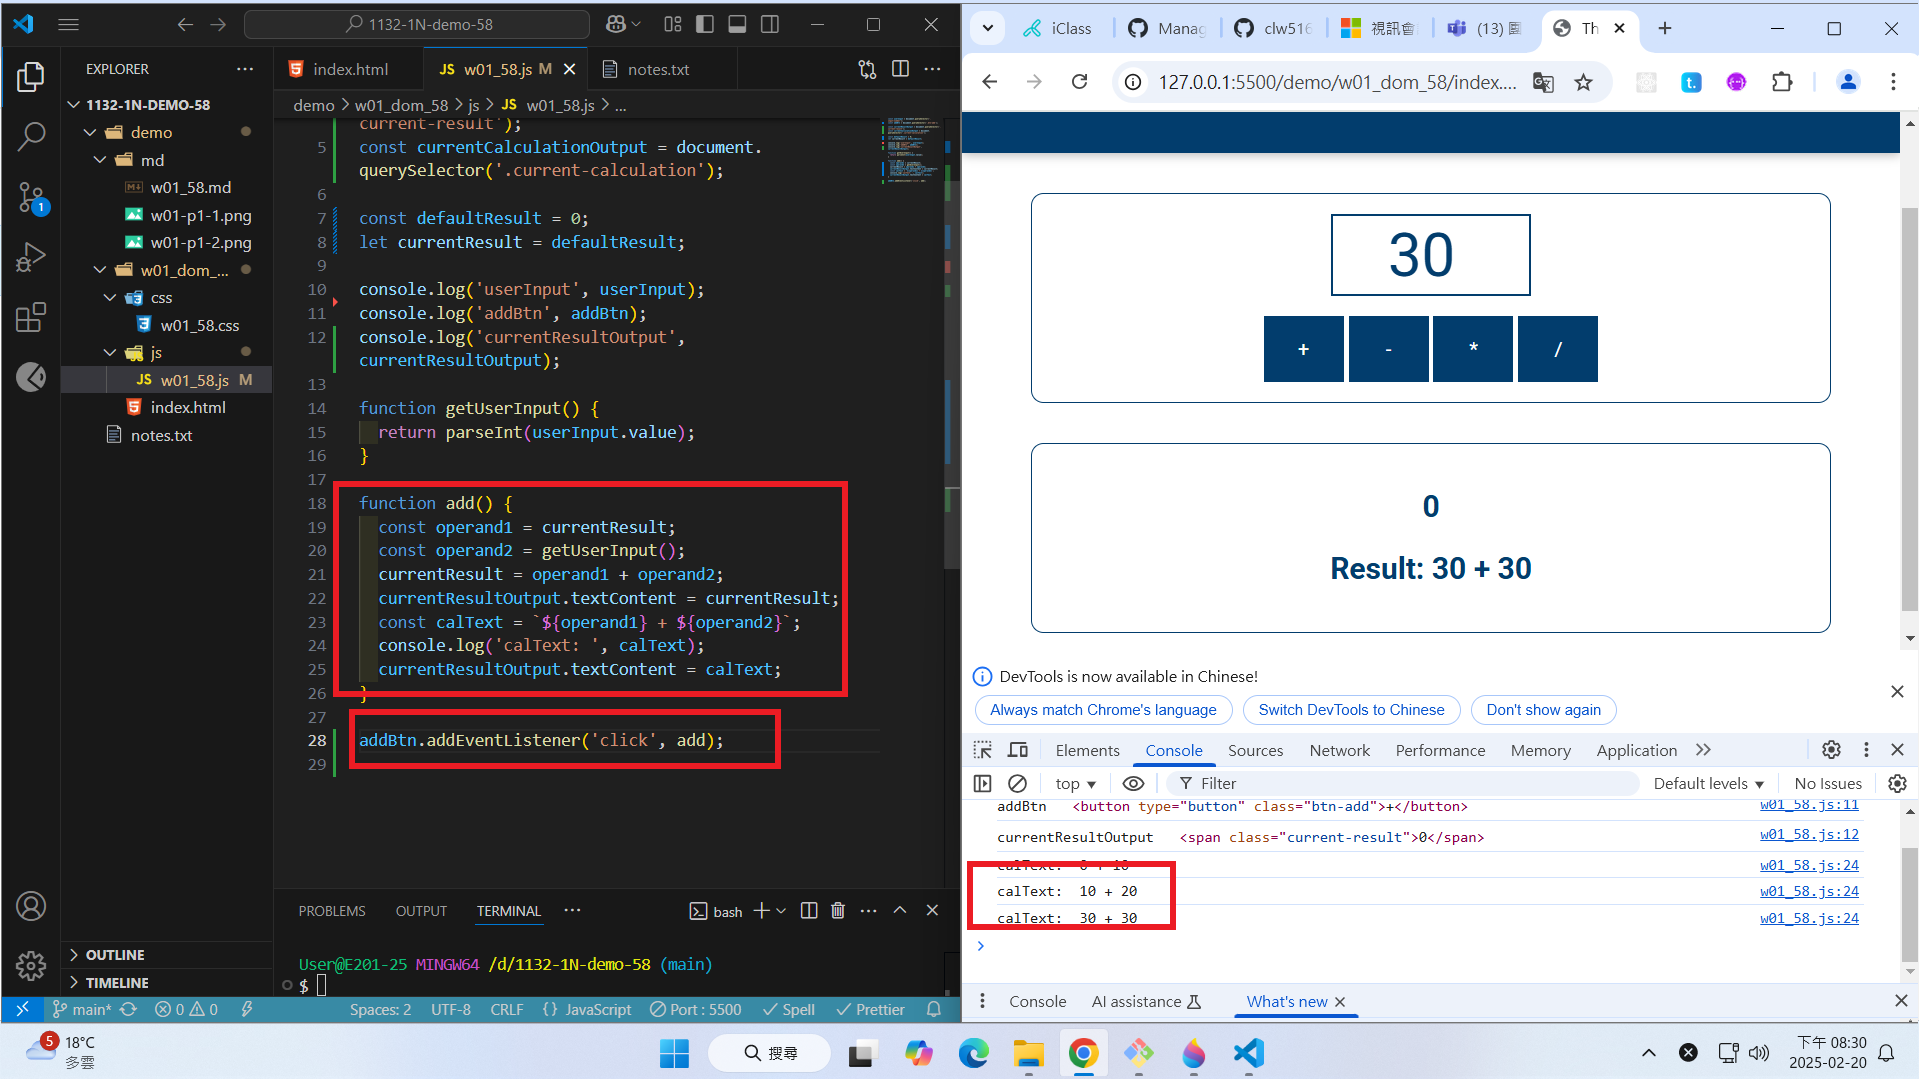 1132-1N-demo-58
EXPLORER
1132-1N-DEMO-58
demo
md
w01_58.md
w01-p1-1.png
w01-p1-2.png
w01_dom_...
css
w01_58.css
js
w01_58.js M
index.html
notes.txt
OUTLINE
TIMELINE
index.html
JS w01_58.js M
notes.txt
demo > w01_dom_58 > js > JS w01_58.js > ...
current-result');
5 const currentCalculationOutput = document.
querySelector('.current-calculation');
6
7 const defaultResult = 0;
8 let currentResult = defaultResult;
9
10 console.log('userInput', userInput);
11 console.log('addBtn', addBtn);
12 console.log('currentResultOutput',
currentResultOutput);
13
14 function getUserInput() {
15 return parseInt(userInput.value);
16 }
17
18 function add() {
19 const operand1 = currentResult;
20 const operand2 = getUserInput();
21 currentResult = operand1 + operand2;
22 currentResultOutput.textContent = currentResult;
23 const calText = `${operand1} + ${operand2}`;
24 console.log('calText: ', calText);
25 currentResultOutput.textContent = calText;
26 }
27
28 addBtn.addEventListener('click', add);
29
PROBLEMS OUTPUT TERMINAL
bash
User@E201-25 MINGW64 /d/1132-1N-demo-58 (main)
$
main* 0 0 Spaces: 2 UTF-8 CRLF {} JavaScript Port : 5500 Spell Prettier
iClass
Manag
clw516
視訊會
(13) 圖
Th
127.0.0.1:5500/demo/w01_dom_58/index....
30
+ - * /
0
Result: 30 + 30
DevTools is now available in Chinese!
Always match Chrome's language
Switch DevTools to Chinese
Don't show again
Elements Console Sources Network Performance Memory Application
top Filter Default levels No Issues
addBtn <button type="button" class="btn-add">+</button> w01_58.js:11
currentResultOutput <span class="current-result">0</span> w01_58.js:12
calText: 0 + 10 w01_58.js:24
calText: 10 + 20 w01_58.js:24
calText: 30 + 30 w01_58.js:24
Console AI assistance What's new
5
18°C
多雲
搜尋
下午 08:30
2025-02-20